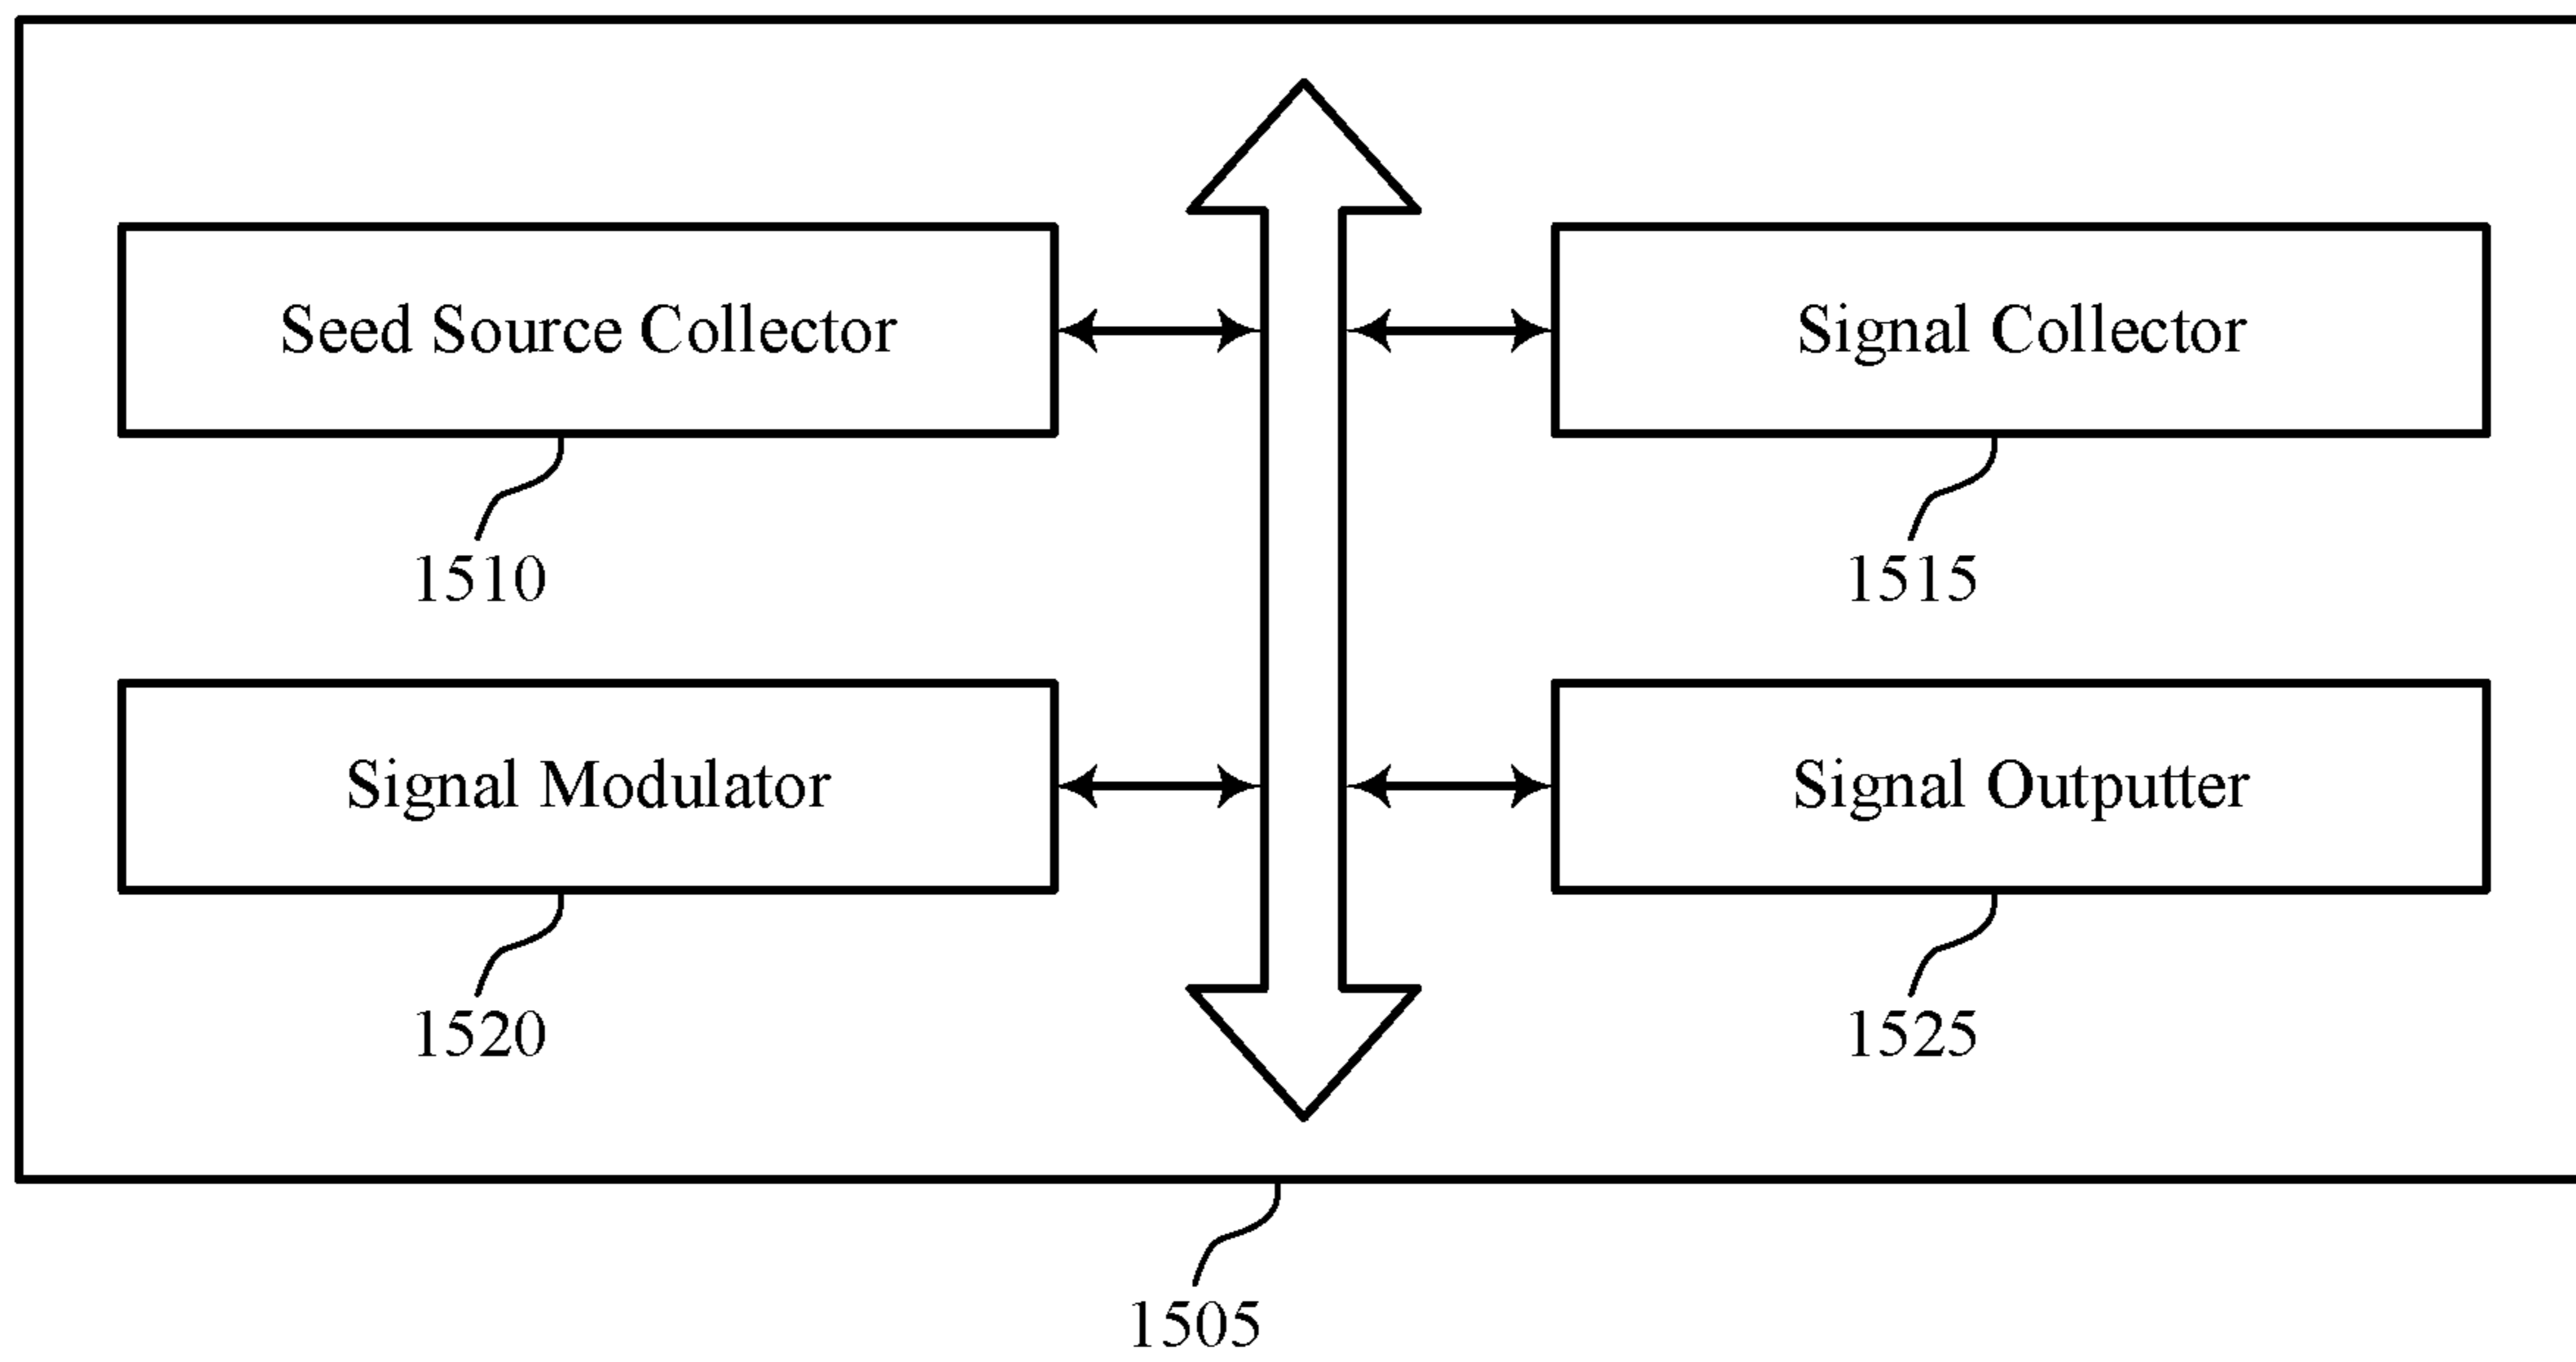 Seed Source Collector
Signal Collector
1510
1515
Signal Modulator
Signal Outputter
1520
1525
1505